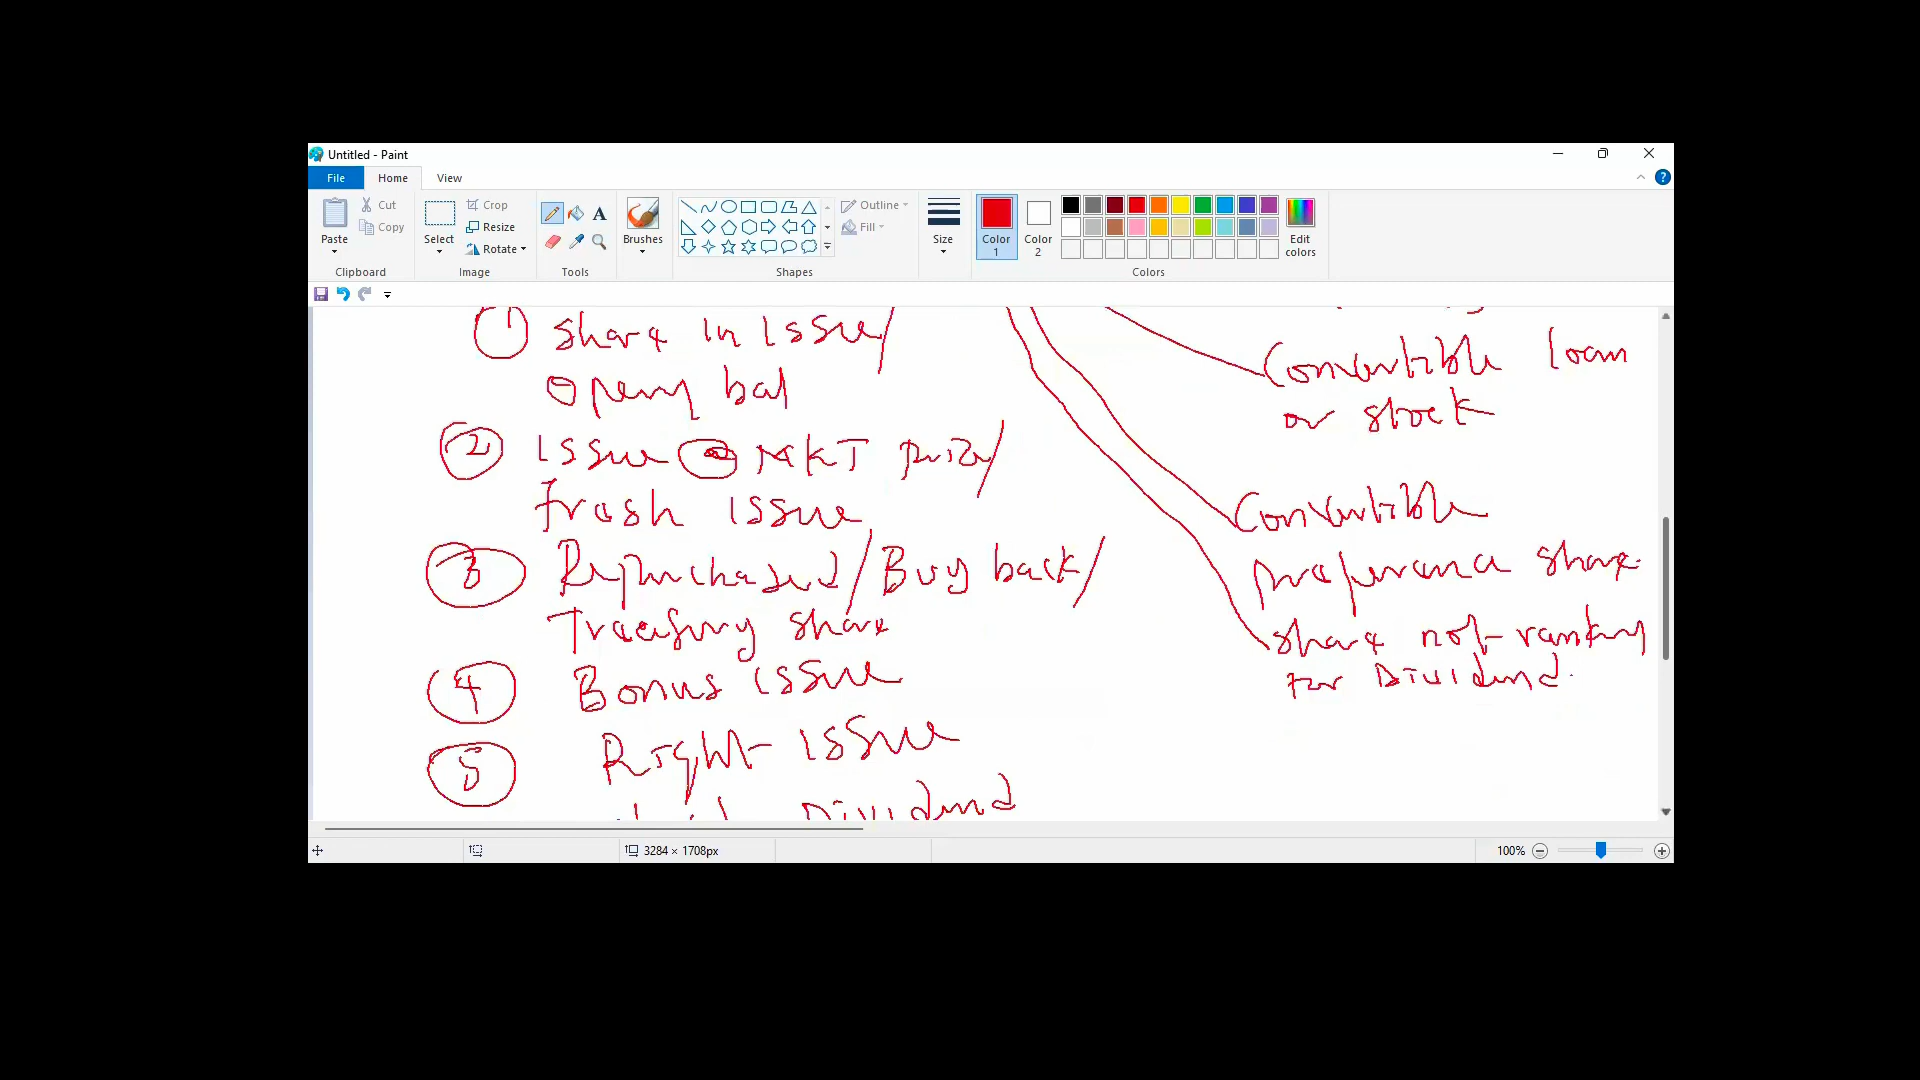 Untitled - Paint
File Home View
Paste
Cut
Copy
Clipboard
Select
Crop
Resize
Rotate
Image
Tools
Brushes
Shapes
Outline
Fill
Size
Color 1
Color 2
Edit colors
Colors
① Share in issue/
Opening bal
② Issue @ MKT Price/
Fresh issue
③ Repurchased/Buy back/
Treasury share
④ Bonus issue
⑤ Right issue
Dividend
Convertible loan
or stock
Convertible
preference share
share not-ranking
for Dividend.
3284 × 1708px
100%